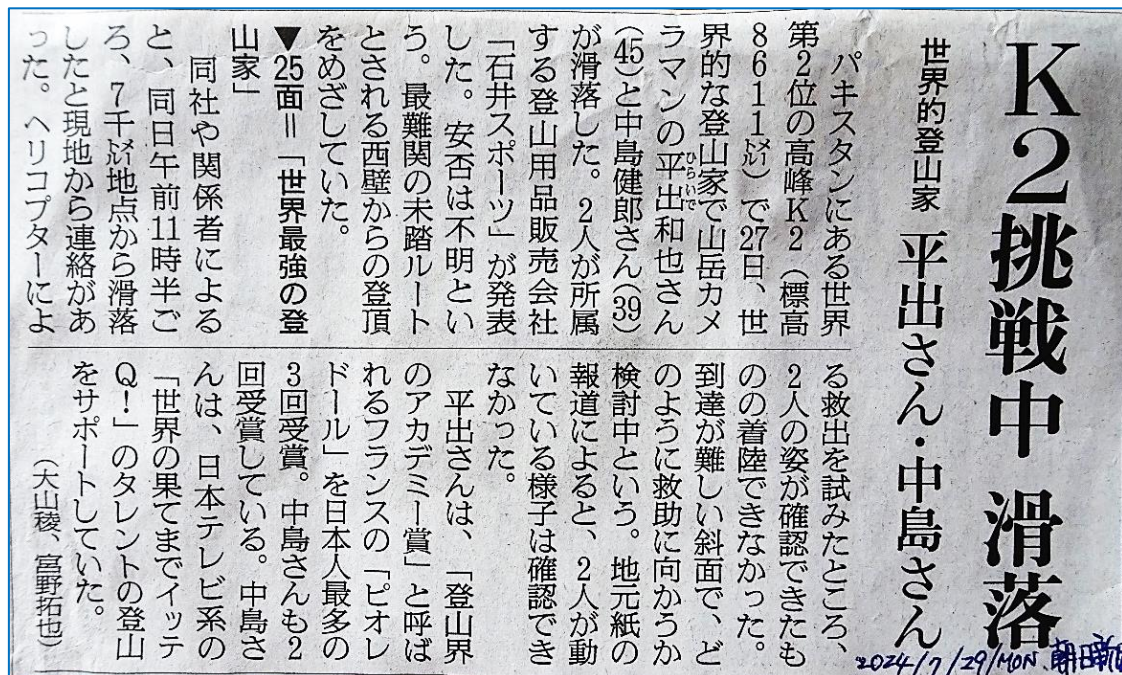 K2挑戦中 滑落
世界的登山家 平出さん・中島さん
パキスタンにある世界
第2位の高峰K2(標高
8611㍍)で27日、世
界的な登山家で山岳カメ
ラマンの平出和也さん
ひらいで
(45)と中島健郎さん(39)
が滑落した。2人が所属
する登山用品販売会社
「石井スポーツ」が発表
した。安否は不明とい
う。最難関の未踏ルート
とされる西壁からの登頂
をめざしていた。
▼25面=「世界最強の登
山家」
同社や関係者による
と、同日午前11時半ご
ろ、7千㍍地点から滑落
したと現地から連絡があ
った。ヘリコプターによ
る救出を試みたところ、
2人の姿が確認できたも
のの着陸できなかった。
到達が難しい斜面で、ど
のように救助に向かうか
検討中という。地元紙の
報道によると、2人が動
いている様子は確認でき
なかった。
平出さんは、「登山界
のアカデミー賞」と呼ば
れるフランスの「ピオレ
ドール」を日本人最多の
3回受賞。中島さんも2
回受賞している。中島さ
んは、日本テレビ系の
「世界の果てまでイッテ
Q!」のタレントの登山
をサポートしていた。
(大山稜、宮野拓也)
2024/7/29/MON. 朝日新聞